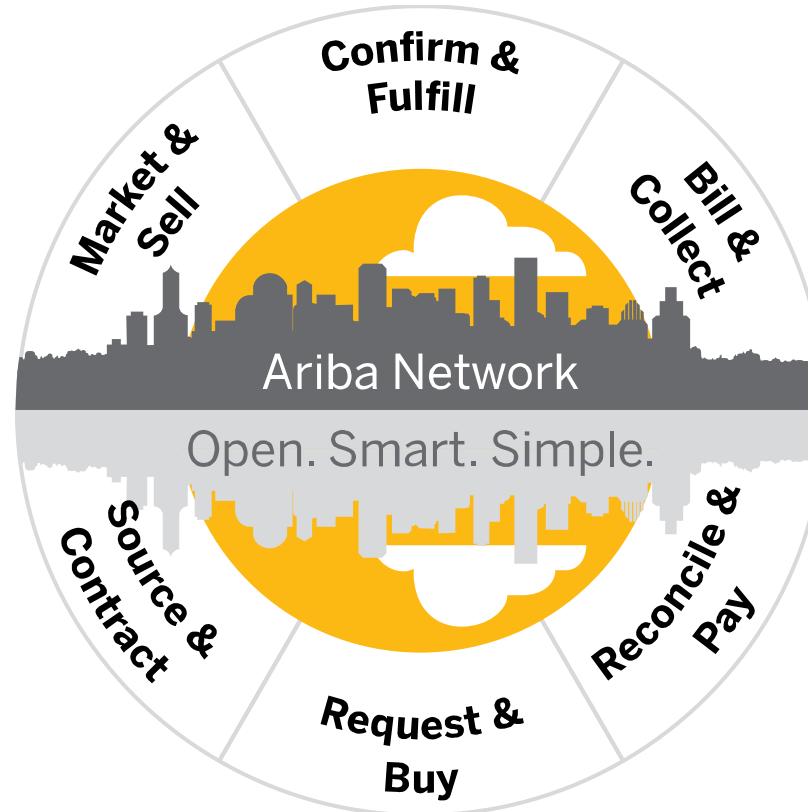 Confirm &
Fulfill
Market &
Sell
Bill &
Collect
Ariba Network
Open. Smart. Simple.
Source &
Contract
Reconcile &
Pay
Request &
Buy